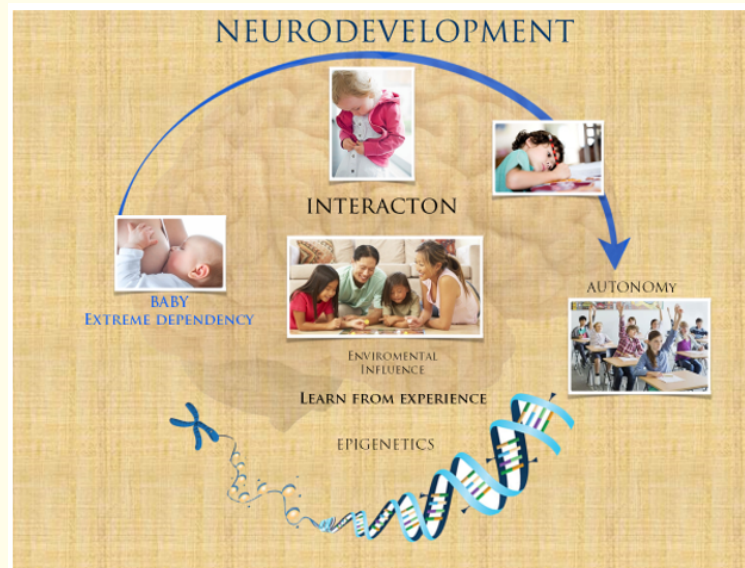 NEURODEVELOPMENT
INTERACTON
BABY
EXTREME DEPENDENCY
AUTONOMY
ENVIROMENTAL
INFLUENCE
LEARN FROM EXPERIENCE
EPIGENETICS